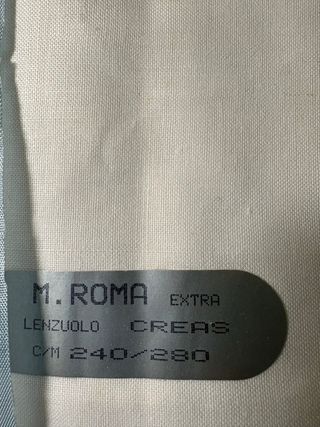 M.ROMA EXTRA
LENZUOLO CREAS
C/M 240/280